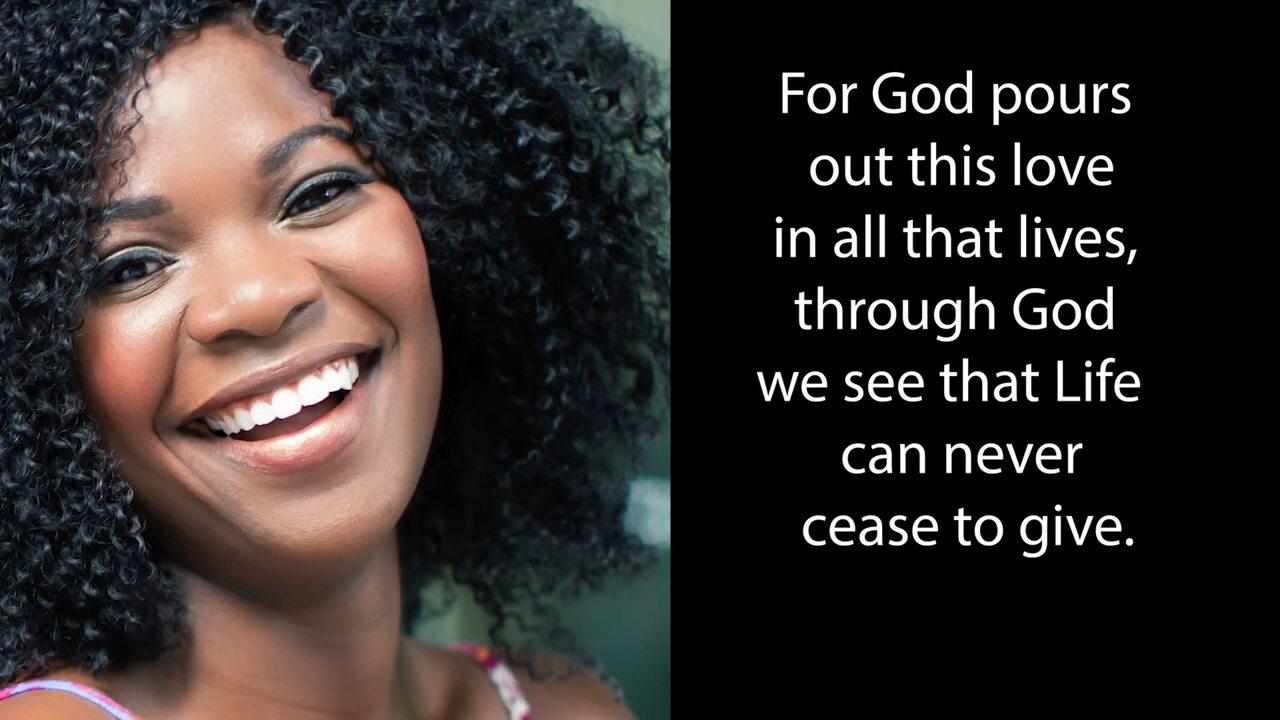 For God pours
out this love
in all that lives,
through God
we see that Life
can never
cease to give.